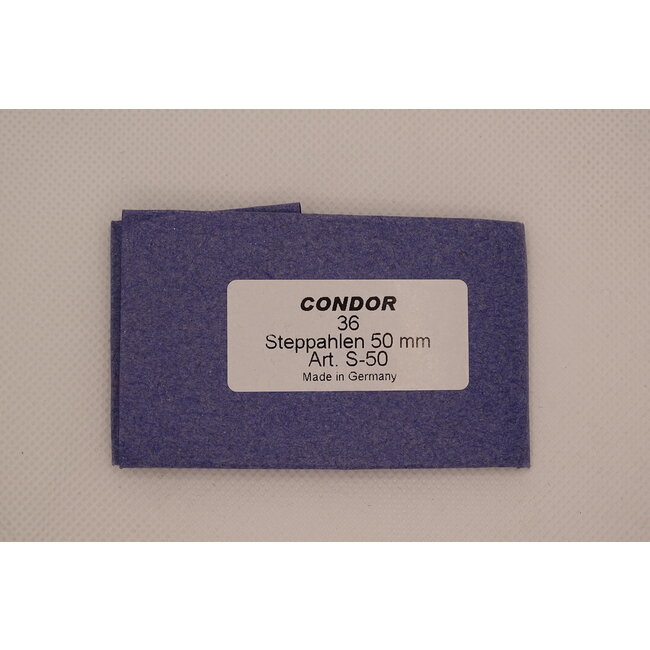 CONDOR
36
Steppahlen 50 mm
Art. S-50
Made in Germany